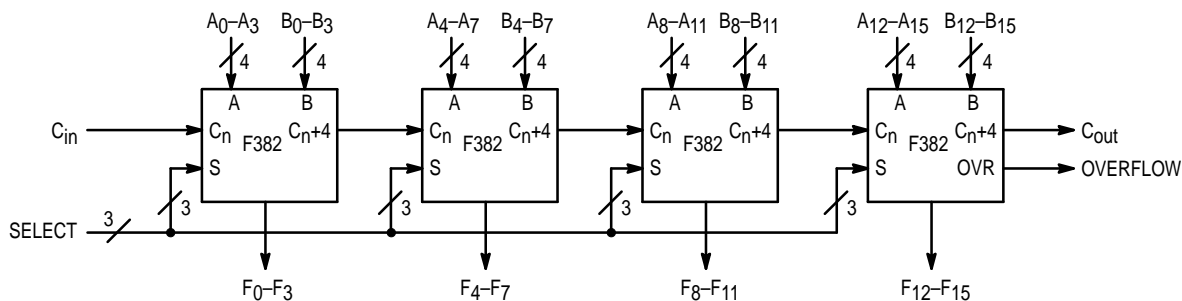 A0–A3 B0–B3 A4–A7 B4–B7 A8–A11 B8–B11 A12–A15 B12–B15
4 4 4 4 4 4 4 4
A B A B A B A B
Cin Cn F382 Cn+4 Cn F382 Cn+4 Cn F382 Cn+4 Cn F382 Cn+4 Cout
S S S S OVR OVERFLOW
3 3 3 3
SELECT 3
F0–F3 F4–F7 F8–F11 F12–F15